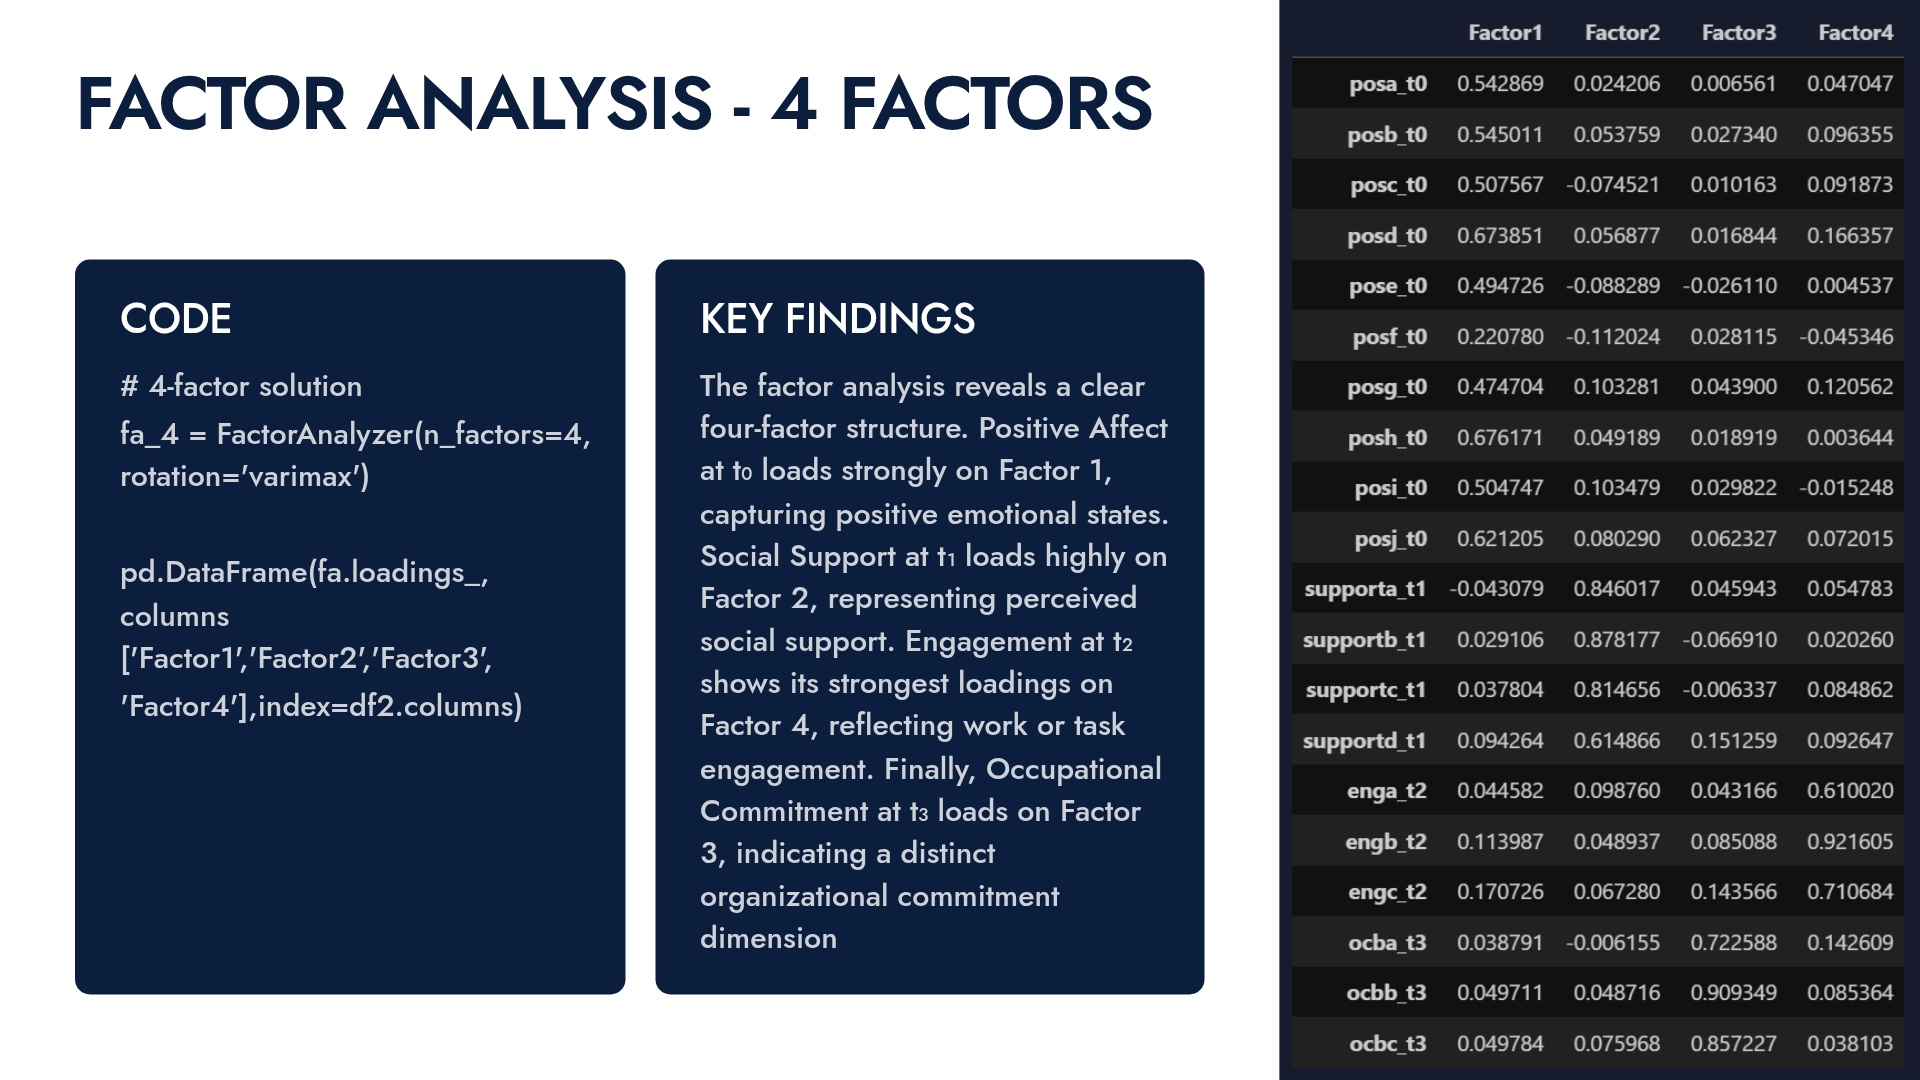 FACTOR ANALYSIS - 4 FACTORS
CODE
# 4-factor solution
fa_4 = FactorAnalyzer(n_factors=4,
rotation='varimax')
pd.DataFrame(fa.loadings_,
columns
['Factor1','Factor2','Factor3',
'Factor4'],index=df2.columns)
KEY FINDINGS
The factor analysis reveals a clear
four-factor structure. Positive Affect
at t₀ loads strongly on Factor 1,
capturing positive emotional states.
Social Support at t₁ loads highly on
Factor 2, representing perceived
social support. Engagement at t₂
shows its strongest loadings on
Factor 4, reflecting work or task
engagement. Finally, Occupational
Commitment at t₃ loads on Factor
3, indicating a distinct
organizational commitment
dimension
Factor1 Factor2 Factor3 Factor4
posa_t0 0.542869 0.024206 0.006561 0.047047
posb_t0 0.545011 0.053759 0.027340 0.096355
posc_t0 0.507567 -0.074521 0.010163 0.091873
posd_t0 0.673851 0.056877 0.016844 0.166357
pose_t0 0.494726 -0.088289 -0.026110 0.004537
posf_t0 0.220780 -0.112024 0.028115 -0.045346
posg_t0 0.474704 0.103281 0.043900 0.120562
posh_t0 0.676171 0.049189 0.018919 0.003644
posi_t0 0.504747 0.103479 0.029822 -0.015248
posj_t0 0.621205 0.080290 0.062327 0.072015
supporta_t1 -0.043079 0.846017 0.045943 0.054783
supportb_t1 0.029106 0.878177 -0.066910 0.020260
supportc_t1 0.037804 0.814656 -0.006337 0.084862
supportd_t1 0.094264 0.614866 0.151259 0.092647
enga_t2 0.044582 0.098760 0.043166 0.610020
engb_t2 0.113987 0.048937 0.085088 0.921605
engc_t2 0.170726 0.067280 0.143566 0.710684
ocba_t3 0.038791 -0.006155 0.722588 0.142609
ocbb_t3 0.049711 0.048716 0.909349 0.085364
ocbc_t3 0.049784 0.075968 0.857227 0.038103